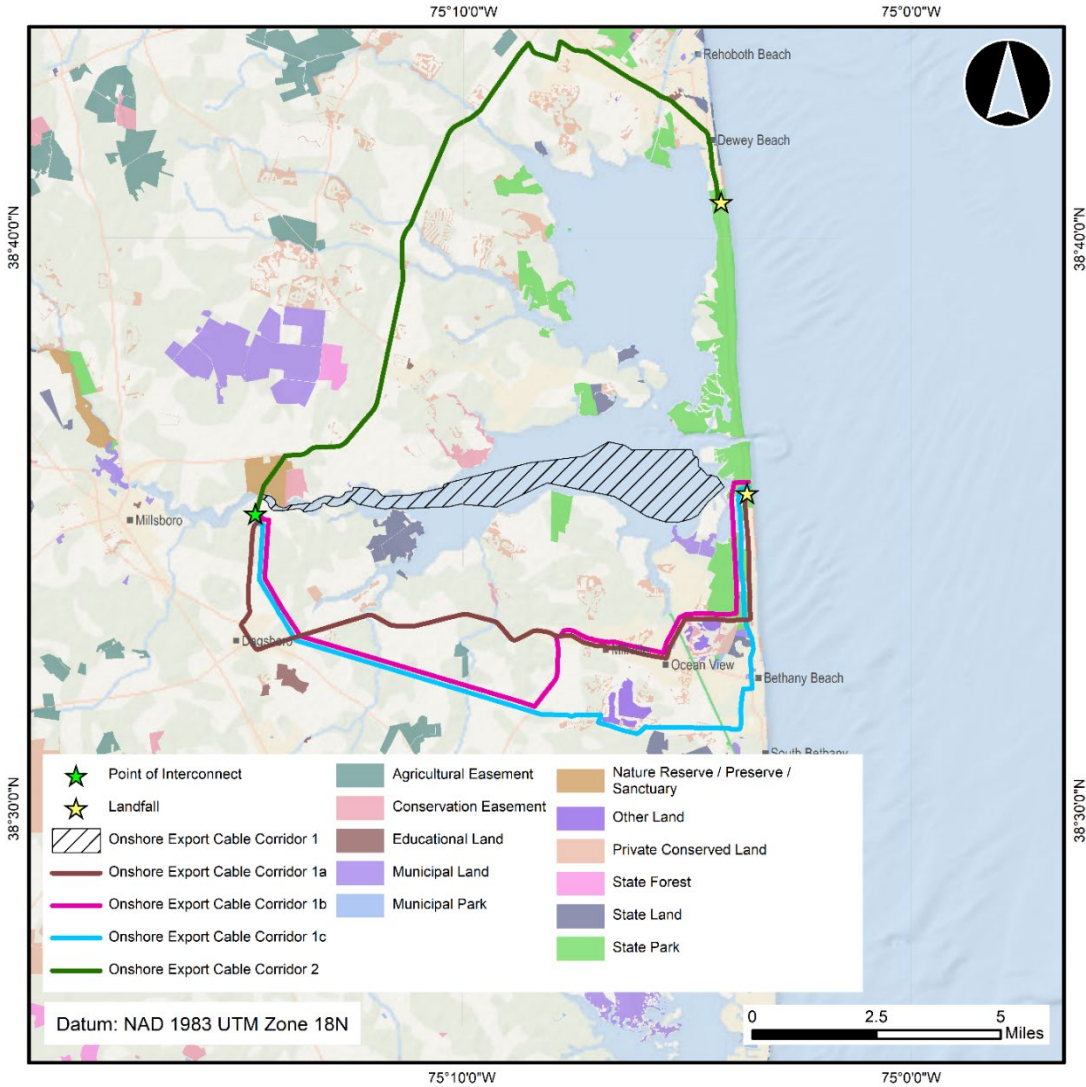 75°10'0"W
75°0'0"W
Rehoboth Beach
Dewey Beach
38°40'0"N
38°40'0"N
Millsboro
Dagsboro
Ocean View
Bethany Beach
South Bethany
38°30'0"N
38°30'0"N
Point of Interconnect
Landfall
Onshore Export Cable Corridor 1
Onshore Export Cable Corridor 1a
Onshore Export Cable Corridor 1b
Onshore Export Cable Corridor 1c
Onshore Export Cable Corridor 2
Agricultural Easement
Conservation Easement
Educational Land
Municipal Land
Municipal Park
Nature Reserve / Preserve /
Sanctuary
Other Land
Private Conserved Land
State Forest
State Land
State Park
Datum: NAD 1983 UTM Zone 18N
0 2.5 5
Miles
75°10'0"W
75°0'0"W